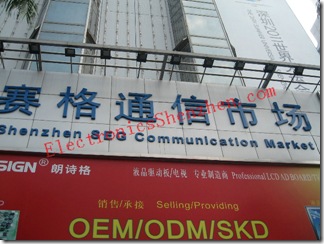 赛格通信市场
Shenzhen SEG Communication Market
ElectronicsShenzhen.com
SIGN® 朗诗格
液晶驱动板/电视 专业制造商 Professional LCD AD BOARD/TV
销售/承接 Selling/Providing
OEM/ODM/SKD